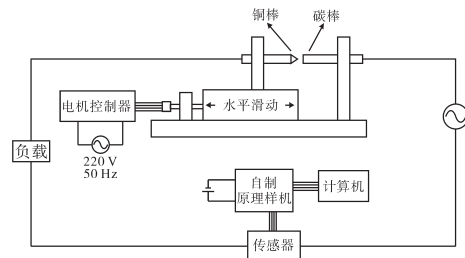 铜棒
碳棒
电机控制器
水平滑动
负载
220 V
50 Hz
自制
原理样机
计算机
传感器